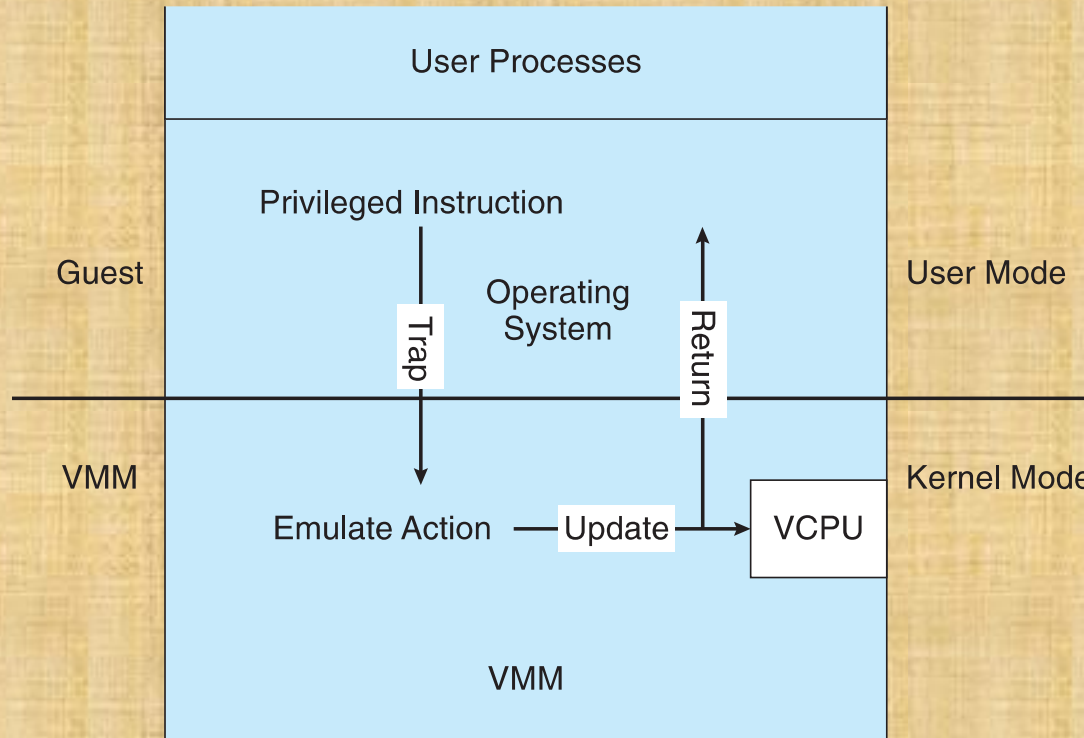 User Processes
Privileged Instruction
Guest
User Mode
Operating
System
Trap
Return
VMM
Kernel Mode
Emulate Action
Update
VCPU
VMM